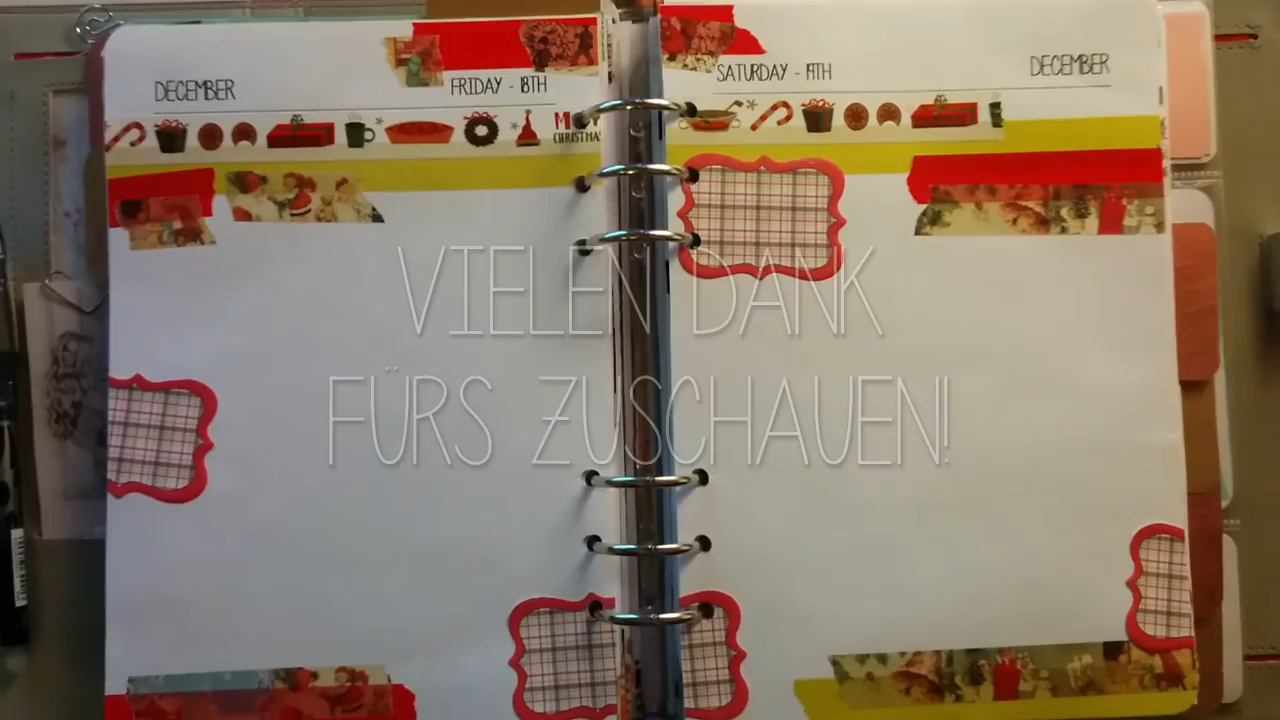 DECEMBER
FRIDAY - 18TH
SATURDAY - 19TH
DECEMBER
CHRISTMAS
VIELEN DANK
FÜRS ZUSCHAUEN!